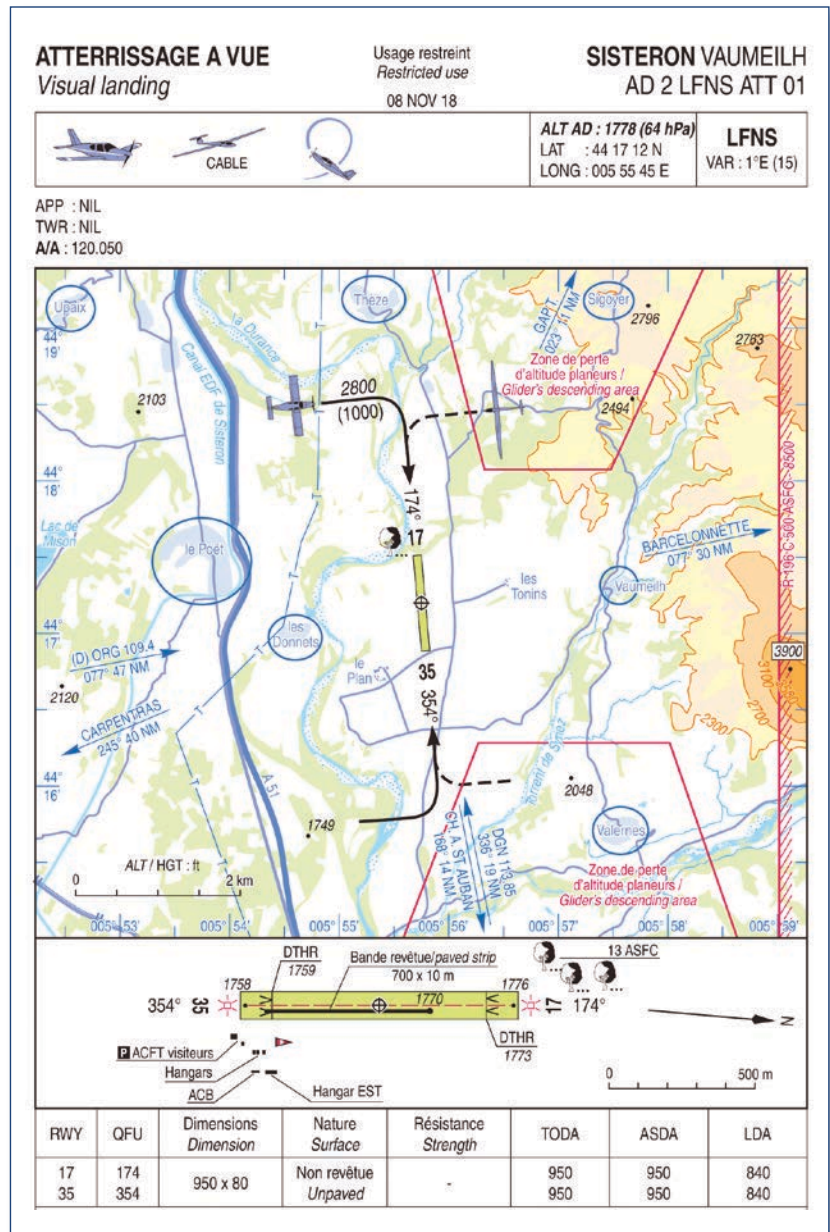 ATTERRISSAGE A VUE
Visual landing
Usage restreint
Restricted use
08 NOV 18
SISTERON VAUMEILH
AD 2 LFNS ATT 01
CABLE
ALT AD : 1778 (64 hPa)
LAT : 44 17 12 N
LONG : 005 55 45 E
LFNS
VAR : 1°E (15)
APP : NIL
TWR : NIL
A/A : 120.050
Upaix
Thèze
Sigoyer
GAPT.
023° 11 NM
2796
2763
44°
19'
la Durance
Canal EDF de Sisteron
2103
2800
(1000)
Zone de perte
d'altitude planeurs /
Glider's descending area
2494
44°
18'
174°
17
Lac de
Mison
le Poët
BARCELONNETTE
077° 30 NM
R 196 C 500 ASFC - 8500
les
Tonins
Vaumeilh
44°
17'
les
Donnets
(D) ORG 109.4
077° 47 NM
le
Plan
35
354°
3900
3100
2700
2300
2120
CARPENTRAS
245° 40 NM
44°
16'
A 51
Torrent de Syriez
2048
1749
Valernes
DGN 113.85
336° 19 NM
CH. A. ST AUBAN
168° 14 NM
Zone de perte
d'altitude planeurs /
Glider's descending area
ALT / HGT : ft
0 2 km
005°53' 005°54' 005°55' 005°56' 005°57' 005°58' 005°59'
DTHR
1759
Bande revêtue/paved strip
700 x 10 m
13 ASFC
1758
1770
1776
354° 35
17 174°
N
DTHR
1773
P ACFT visiteurs
Hangars
ACB
Hangar EST
0 500 m
RWY QFU Dimensions Nature Résistance TODA ASDA LDA
Dimension Surface Strength
17 174 950 x 80 Non revêtue - 950 950 840
35 354 Unpaved 950 950 840